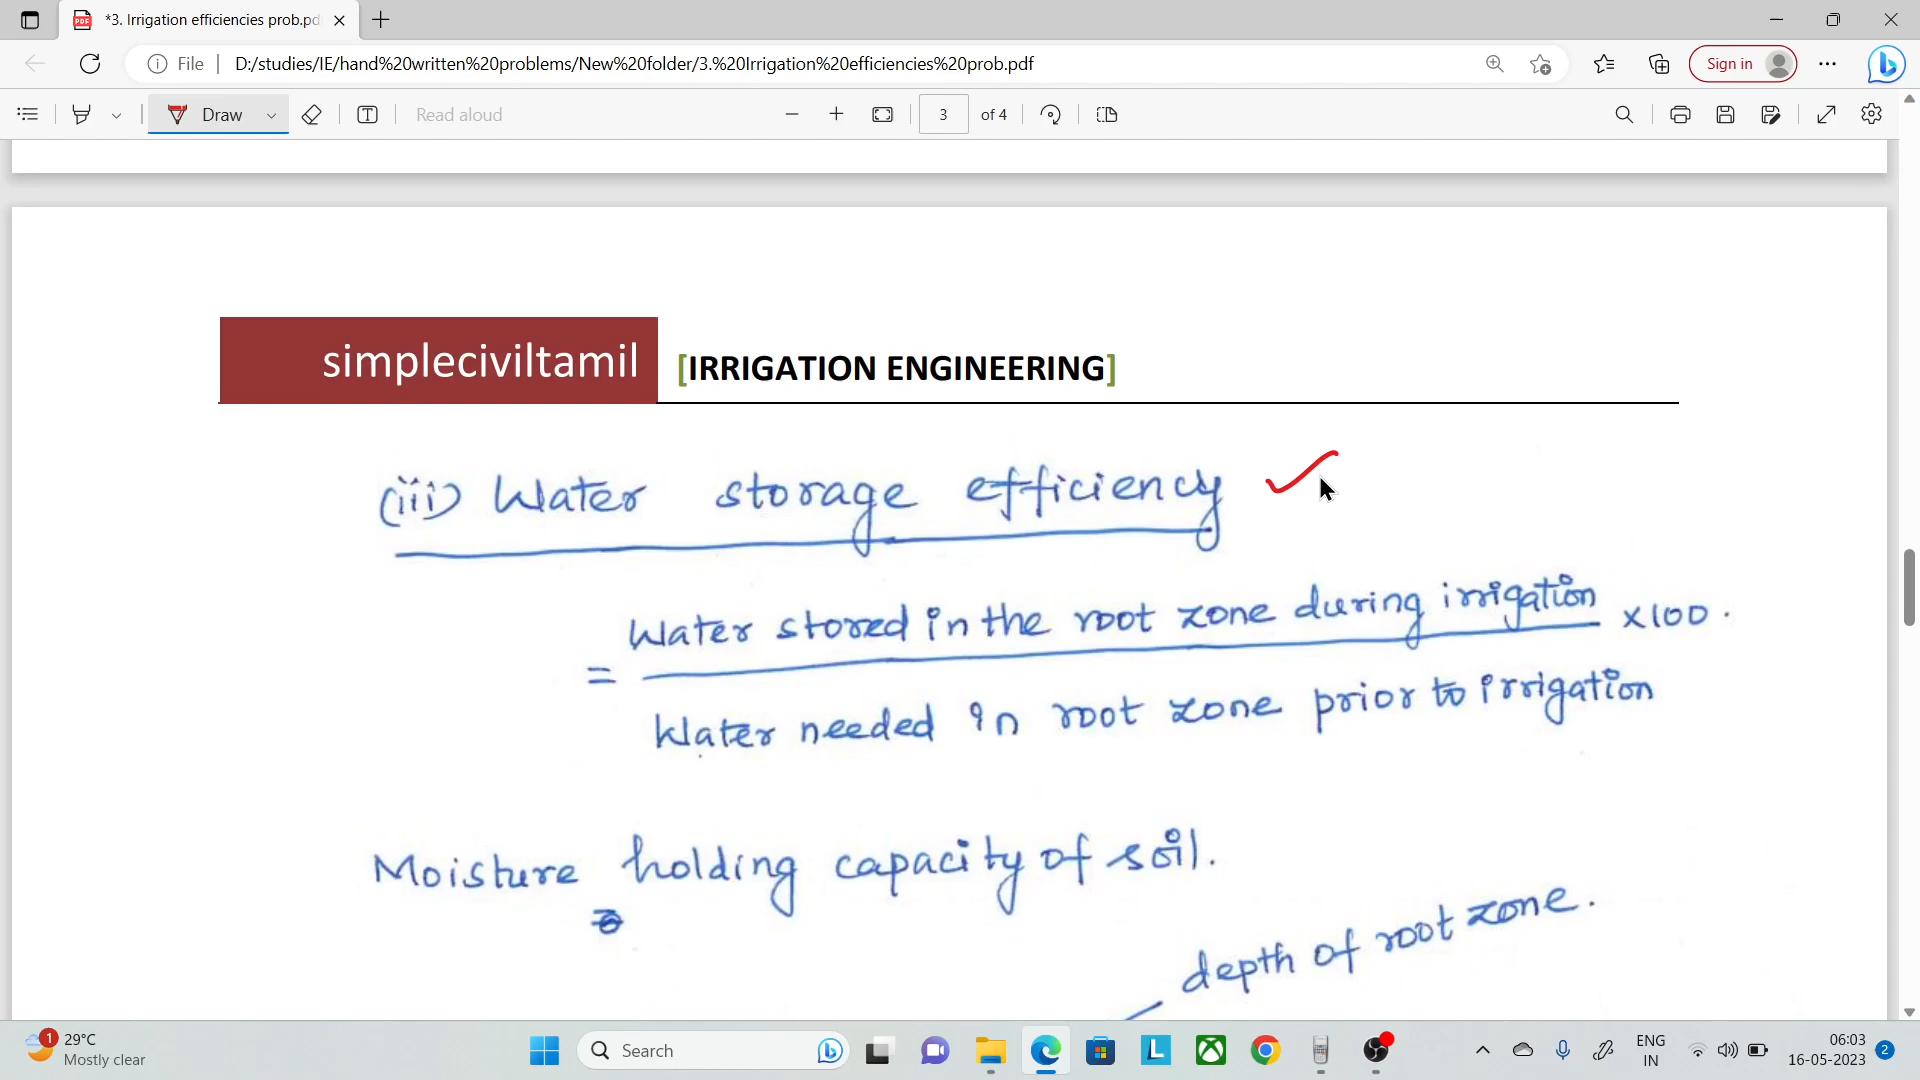 *3. Irrigation efficiencies prob.pd
File
D:/studies/IE/hand%20written%20problems/New%20folder/3.%20Irrigation%20efficiencies%20prob.pdf
Sign in
Draw
Read aloud
3 of 4
simpleciviltamil [IRRIGATION ENGINEERING]
(iii) Water storage efficiency
= Water stored in the root zone during irrigation x100.
Water needed in root zone prior to irrigation
Moisture holding capacity of soil.
=
depth of root zone.
1
29°C
Mostly clear
Search
ENG
IN
06:03
16-05-2023
2